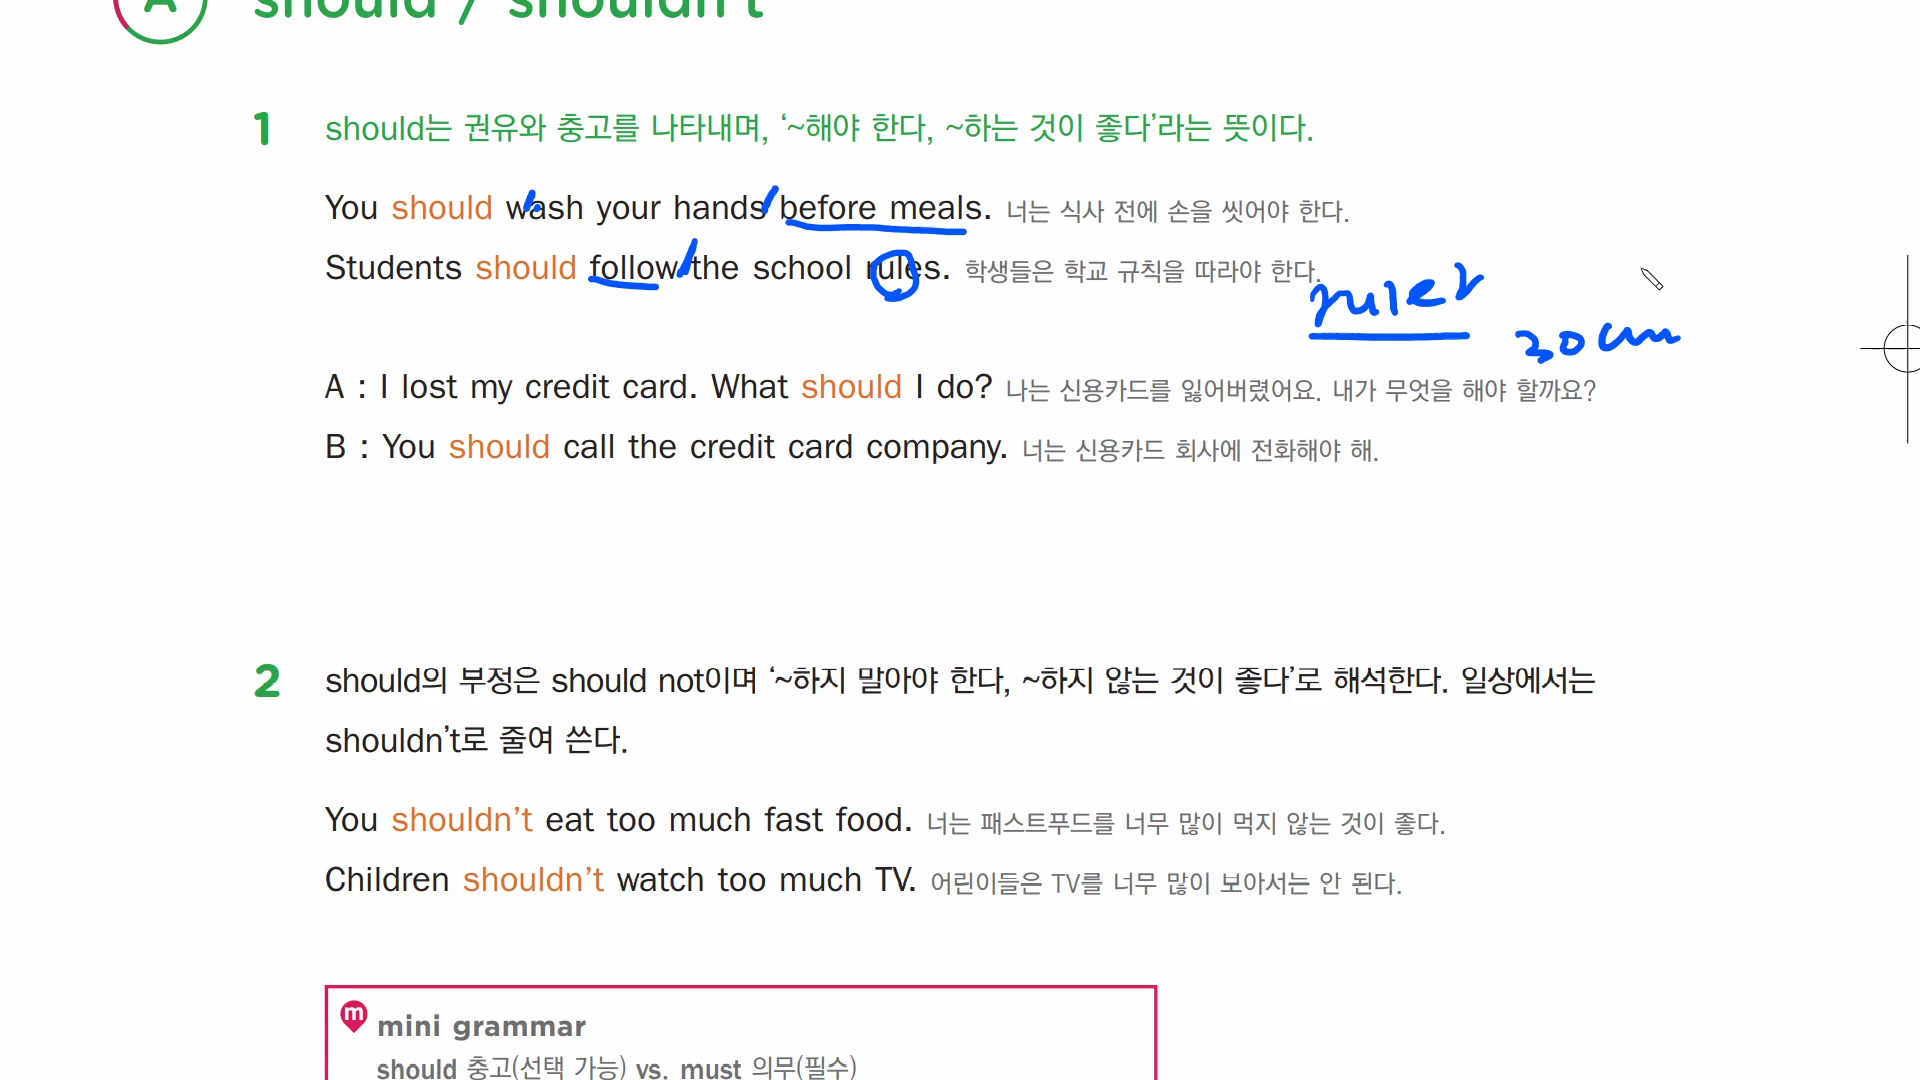 A should / shouldn't
1 should는 권유와 충고를 나타내며, ‘~해야 한다, ~하는 것이 좋다’라는 뜻이다.
You should wash your hands before meals. 너는 식사 전에 손을 씻어야 한다.
Students should follow the school rules. 학생들은 학교 규칙을 따라야 한다.
ruler
30 cm
A : I lost my credit card. What should I do? 나는 신용카드를 잃어버렸어요. 내가 무엇을 해야 할까요?
B : You should call the credit card company. 너는 신용카드 회사에 전화해야 해.
2 should의 부정은 should not이며 ‘~하지 말아야 한다, ~하지 않는 것이 좋다’로 해석한다. 일상에서는
shouldn’t로 줄여 쓴다.
You shouldn’t eat too much fast food. 너는 패스트푸드를 너무 많이 먹지 않는 것이 좋다.
Children shouldn’t watch too much TV. 어린이들은 TV를 너무 많이 보아서는 안 된다.
m mini grammar
should 충고(선택 가능) vs. must 의무(필수)